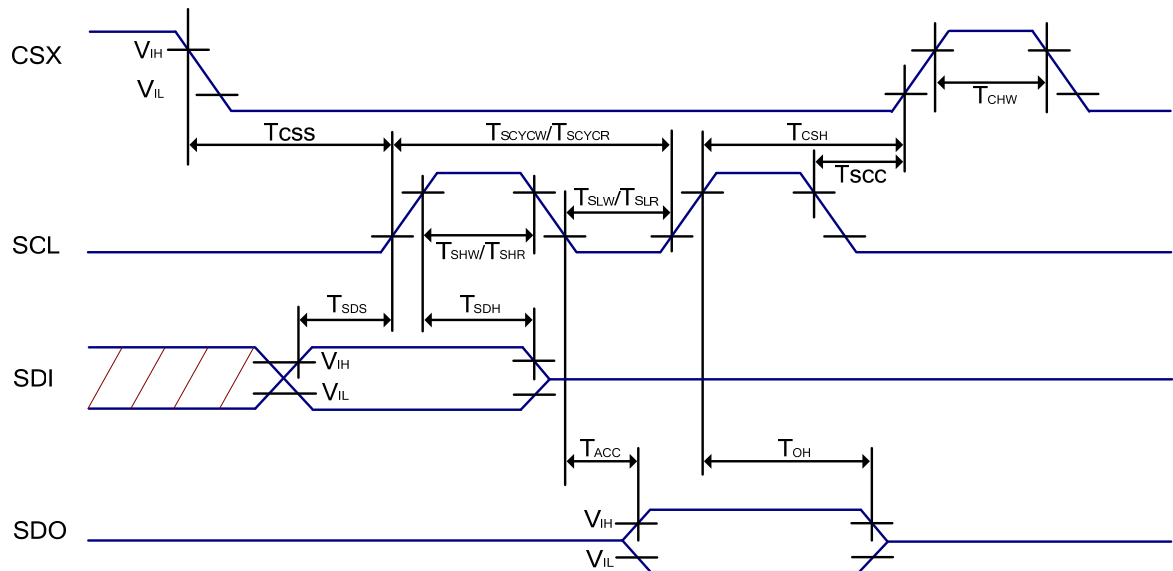 CSX
VIH
VIL
TCHW
TCSS
TSCYCW/TSCYCR
TCSH
TSCC
TSLW/TSLR
SCL
TSHW/TSHR
TSDS
TSDH
VIH
SDI
VIL
TACC
TOH
VIH
SDO
VIL